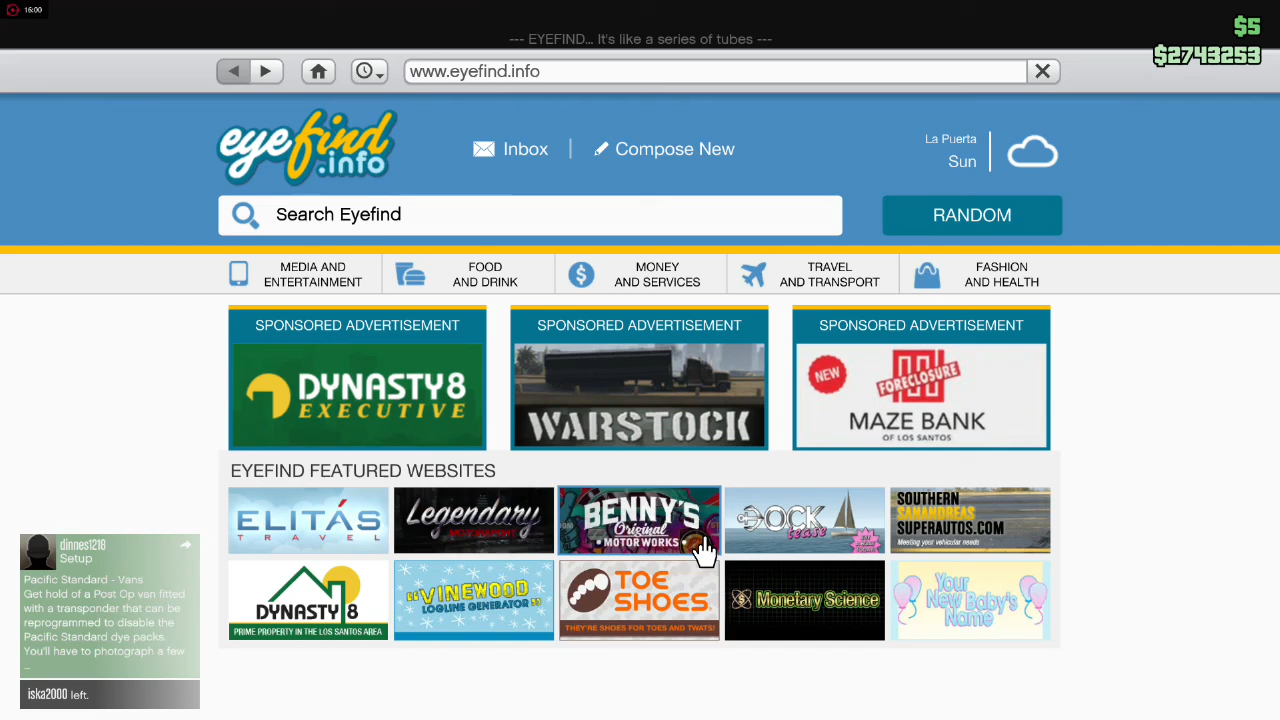 16:00
--- EYEFIND... It's like a series of tubes ---
$5
$2743253
www.eyefind.info
eyefind
.info
Inbox
Compose New
La Puerta
Sun
Search Eyefind
RANDOM
MEDIA AND
ENTERTAINMENT
FOOD
AND DRINK
MONEY
AND SERVICES
TRAVEL
AND TRANSPORT
FASHION
AND HEALTH
SPONSORED ADVERTISEMENT
DYNASTY8
EXECUTIVE
SPONSORED ADVERTISEMENT
WARSTOCK
SPONSORED ADVERTISEMENT
NEW
FORECLOSURE
MAZE BANK
OF LOS SANTOS
EYEFIND FEATURED WEBSITES
ELITÁS
TRAVEL
Legendary
BENNY'S
Original
MOTORWORKS
DOCK
tease
SOUTHERN
SANANDREAS
SUPERAUTOS.COM
Meeting your vehicular needs
DYNASTY 8
PRIME PROPERTY IN THE LOS SANTOS AREA
"VINEWOOD
LOGLINE GENERATOR"
TOE
SHOES
THEY'RE SHOES FOR TOES AND TWATS!
Monetary Science
Your
New Baby's
Name
dinnes1218
Setup
Pacific Standard - Vans
Get hold of a Post Op van fitted
with a transponder that can be
reprogrammed to disable the
Pacific Standard dye packs.
You'll have to photograph a few
...
iska2000 left.